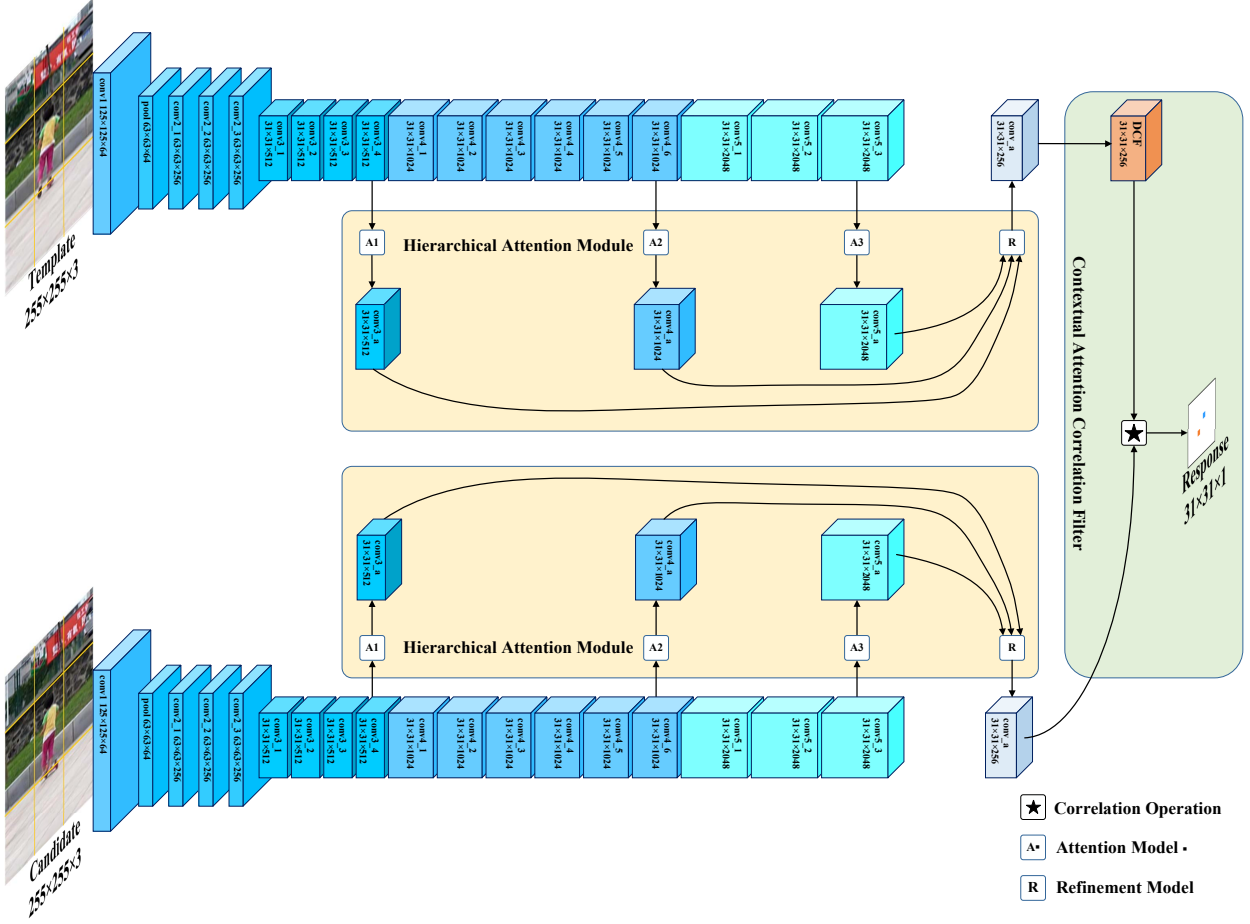 Template
255×255×3
conv1 125×125×64
pool 63×63×64
conv2_1 63×63×256
conv2_2 63×63×256
conv2_3 63×63×256
conv3_1
31×31×512
conv3_2
31×31×512
conv3_3
31×31×512
conv3_4
31×31×512
conv4_1
31×31×1024
conv4_2
31×31×1024
conv4_3
31×31×1024
conv4_4
31×31×1024
conv4_5
31×31×1024
conv4_6
31×31×1024
conv5_1
31×31×2048
conv5_2
31×31×2048
conv5_3
31×31×2048
conv_a
31×31×256
DCF
31×31×256
A1
Hierarchical Attention Module
A2
A3
R
conv3_a
31×31×512
conv4_a
31×31×1024
conv5_a
31×31×2048
Contextual Attention Correlation Filter
Response
31×31×1
conv3_a
31×31×512
conv4_a
31×31×1024
conv5_a
31×31×2048
A1
Hierarchical Attention Module
A2
A3
R
Candidate
255×255×3
conv1 125×125×64
pool 63×63×64
conv2_1 63×63×256
conv2_2 63×63×256
conv2_3 63×63×256
conv3_1
31×31×512
conv3_2
31×31×512
conv3_3
31×31×512
conv3_4
31×31×512
conv4_1
31×31×1024
conv4_2
31×31×1024
conv4_3
31×31×1024
conv4_4
31×31×1024
conv4_5
31×31×1024
conv4_6
31×31×1024
conv5_1
31×31×2048
conv5_2
31×31×2048
conv5_3
31×31×2048
conv_a
31×31×256
★ Correlation Operation
A▪ Attention Model ▪
R Refinement Model